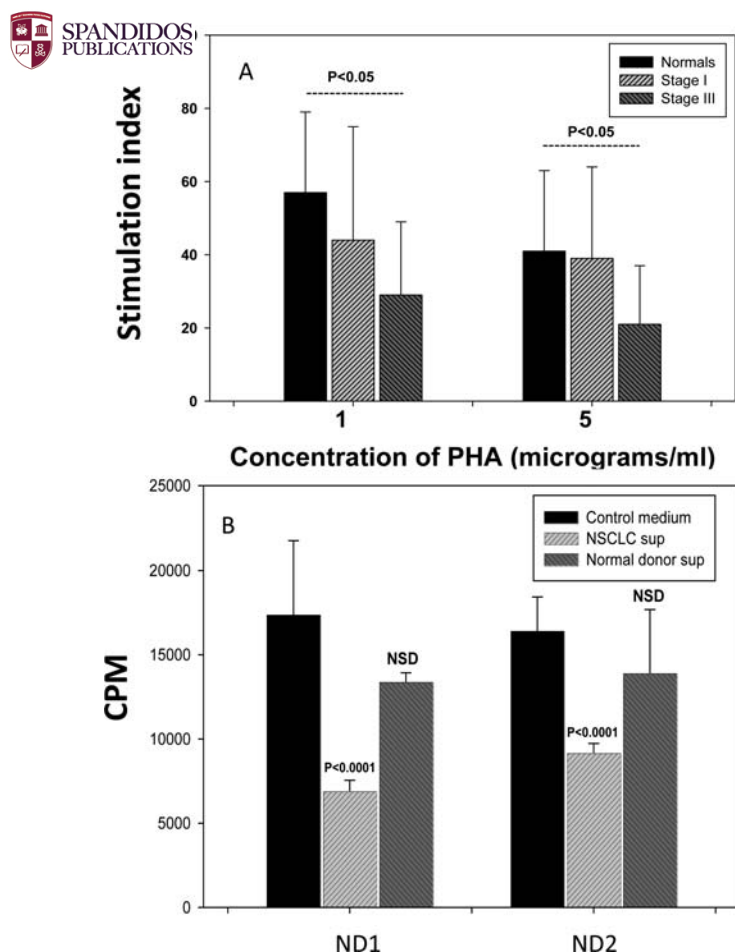 SPANDIDOS
PUBLICATIONS
A
Normals
Stage I
Stage III
P<0.05
P<0.05
80
60
40
20
0
Stimulation index
1
5
Concentration of PHA (micrograms/ml)
B
Control medium
NSCLC sup
Normal donor sup
25000
20000
15000
10000
5000
0
CPM
NSD
P<0.0001
NSD
P<0.0001
ND1
ND2